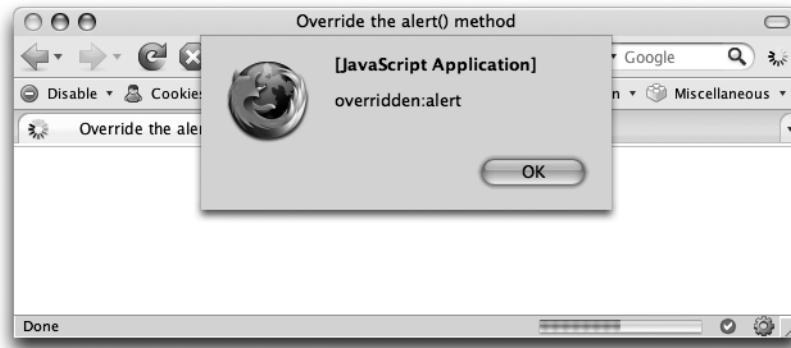 Override the alert() method
[JavaScript Application]
overridden:alert
OK
Google
Disable
Cookies
Miscellaneous
Override the aler
Done